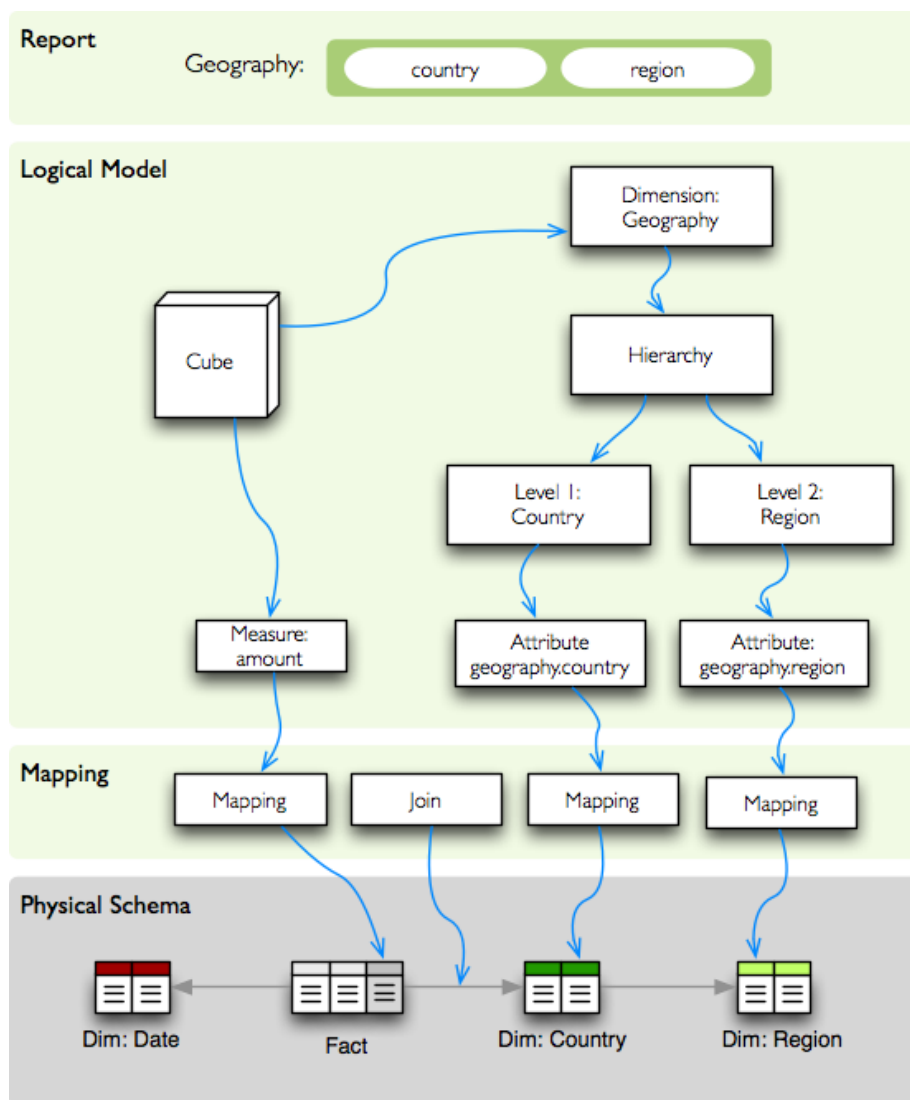 Report
Geography:
country
region
Logical Model
Dimension:
Geography
Cube
Hierarchy
Level 1:
Country
Level 2:
Region
Measure:
amount
Attribute
geography.country
Attribute:
geography.region
Mapping
Mapping
Join
Mapping
Mapping
Physical Schema
Dim: Date
Fact
Dim: Country
Dim: Region